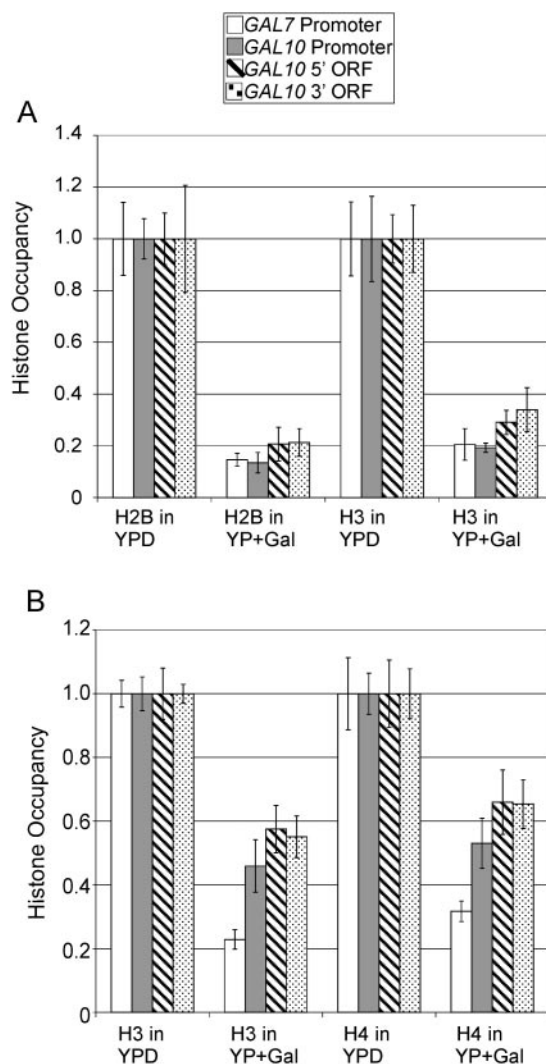 GAL7 Promoter
GAL10 Promoter
GAL10 5' ORF
GAL10 3' ORF
A
Histone Occupancy
1.4
1.2
1.0
0.8
0.6
0.4
0.2
0
H2B in YPD
H2B in YP+Gal
H3 in YPD
H3 in YP+Gal
B
Histone Occupancy
1.2
1.0
0.8
0.6
0.4
0.2
0
H3 in YPD
H3 in YP+Gal
H4 in YPD
H4 in YP+Gal